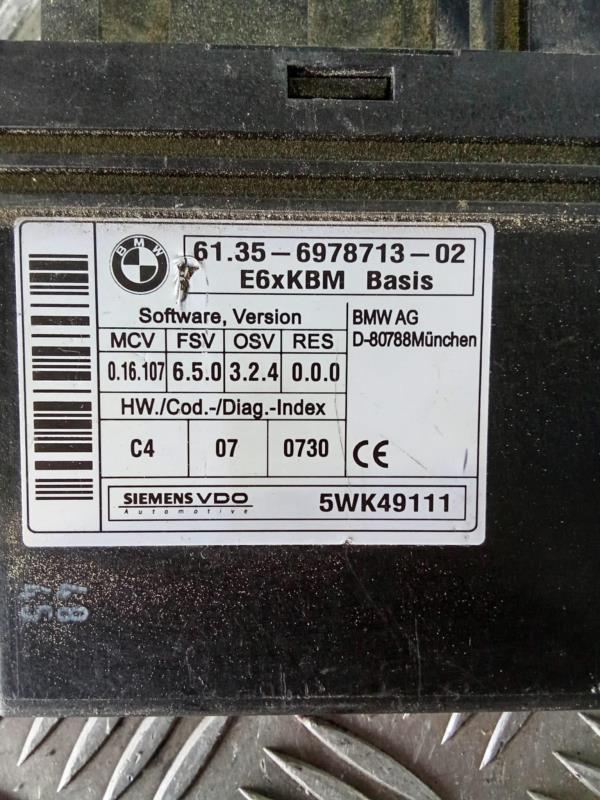 BMW
61.35-6978713-02
E6xKBM Basis
Software, Version
MCV FSV OSV RES
0.16.107 6.5.0 3.2.4 0.0.0
HW./Cod.-/Diag.-Index
C4 07 0730
BMW AG
D-80788München
CE
SIEMENS VDO
Automotive
5WK49111